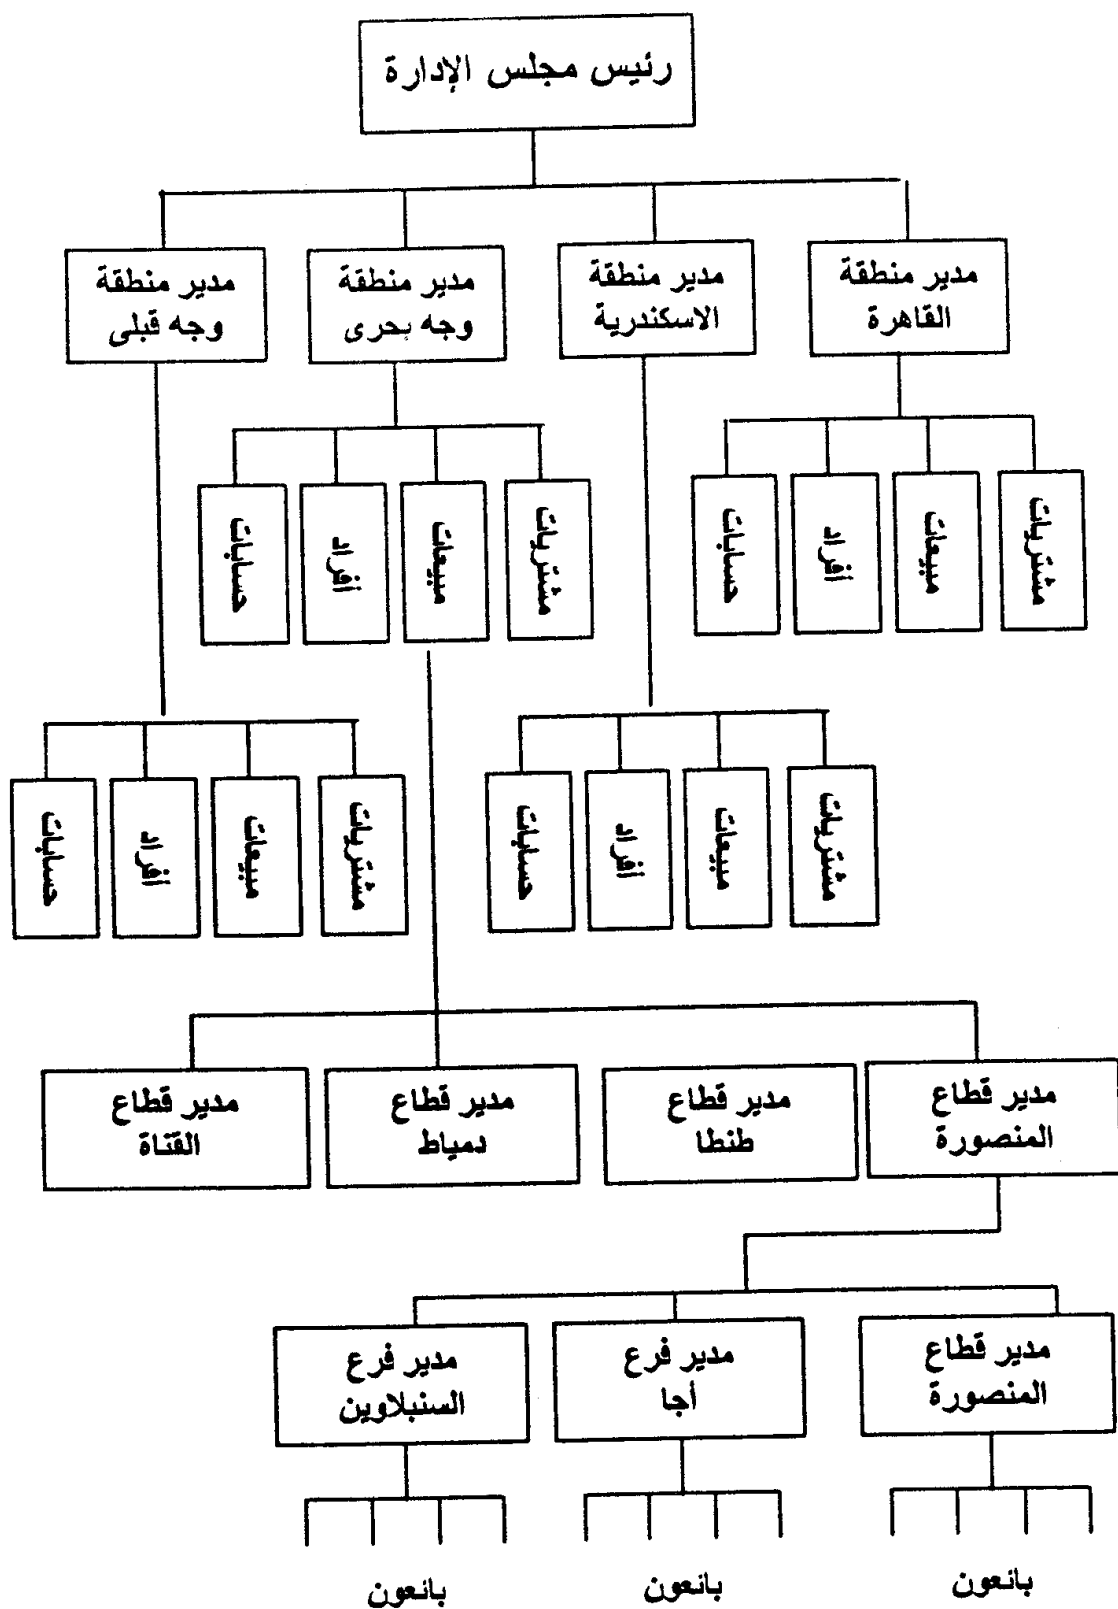 رئيس مجلس الإدارة
مدير منطقة
القاهرة
مدير منطقة
الاسكندرية
مدير منطقة
وجه بحرى
مدير منطقة
وجه قبلى
مشتريات
مبيعات
أفراد
حسابات
مشتريات
مبيعات
أفراد
حسابات
مشتريات
مبيعات
أفراد
حسابات
مشتريات
مبيعات
أفراد
حسابات
مدير قطاع
المنصورة
مدير قطاع
طنطا
مدير قطاع
دمياط
مدير قطاع
القناة
مدير قطاع
المنصورة
مدير فرع
أجا
مدير فرع
السنبلاوين
بائعون
بائعون
بائعون